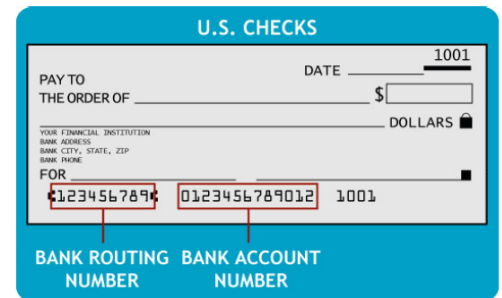 U.S. CHECKS
1001
DATE
PAY TO
THE ORDER OF $
DOLLARS
YOUR FINANCIAL INSTITUTION
BANK ADDRESS
BANK CITY, STATE, ZIP
BANK PHONE
FOR
⑆123456789⑆ 0123456789012 1001
BANK ROUTING NUMBER
BANK ACCOUNT NUMBER